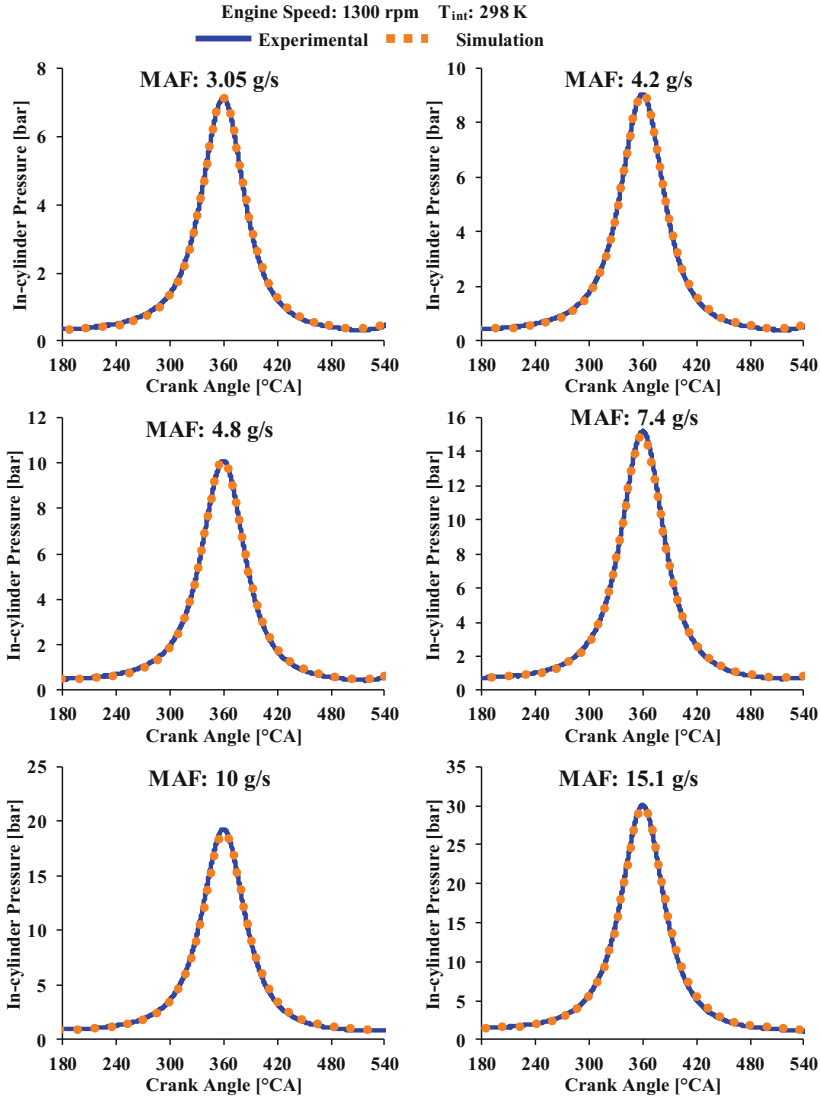 Engine Speed: 1300 rpm T_int: 298 K
Experimental Simulation
MAF: 3.05 g/s
In-cylinder Pressure [bar]
8
6
4
2
0
180 240 300 360 420 480 540
Crank Angle [°CA]
MAF: 4.2 g/s
In-cylinder Pressure [bar]
10
8
6
4
2
0
180 240 300 360 420 480 540
Crank Angle [°CA]
MAF: 4.8 g/s
In-cylinder Pressure [bar]
12
10
8
6
4
2
0
180 240 300 360 420 480 540
Crank Angle [°CA]
MAF: 7.4 g/s
In-cylinder Pressure [bar]
16
14
12
10
8
6
4
2
0
180 240 300 360 420 480 540
Crank Angle [°CA]
MAF: 10 g/s
In-cylinder Pressure [bar]
25
20
15
10
5
0
180 240 300 360 420 480 540
Crank Angle [°CA]
MAF: 15.1 g/s
In-cylinder Pressure [bar]
35
30
25
20
15
10
5
0
180 240 300 360 420 480 540
Crank Angle [°CA]